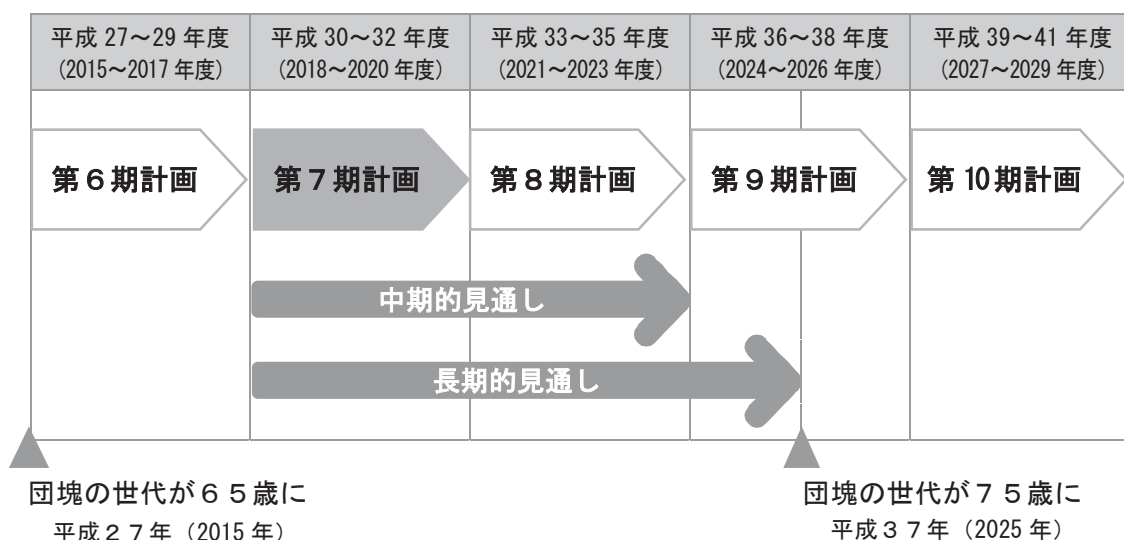 平成 27～29 年度
（2015～2017 年度）
平成 30～32 年度
（2018～2020 年度）
平成 33～35 年度
（2021～2023 年度）
平成 36～38 年度
（2024～2026 年度）
平成 39～41 年度
（2027～2029 年度）
第６期計画
第７期計画
第８期計画
第９期計画
第 10 期計画
中期的見通し
長期的見通し
団塊の世代が６５歳に
平成２７年（2015 年）
団塊の世代が７５歳に
平成３７年（2025 年）